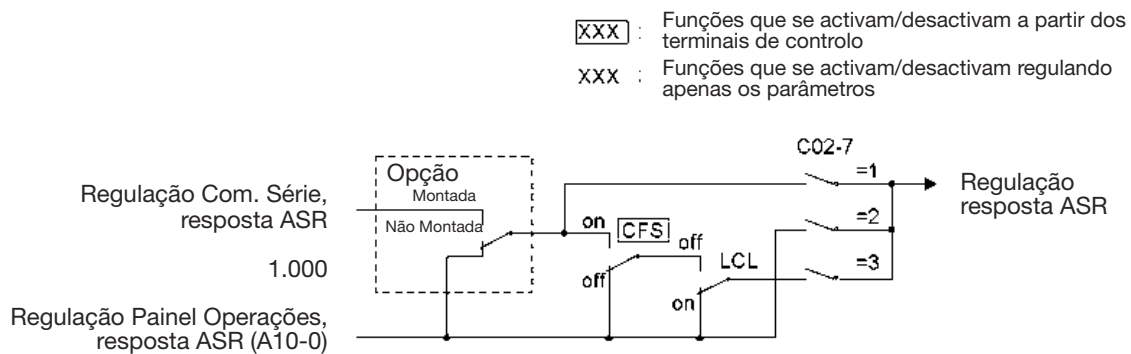 XXX : Funções que se activam/desactivam a partir dos
terminais de controlo
XXX : Funções que se activam/desactivam regulando
apenas os parâmetros
C02-7
Opção
Montada
Não Montada
Regulação Com. Série,
resposta ASR
1.000
Regulação Painel Operações,
resposta ASR (A10-0)
on
CFS
off
off
LCL
on
=1
=2
=3
Regulação
resposta ASR